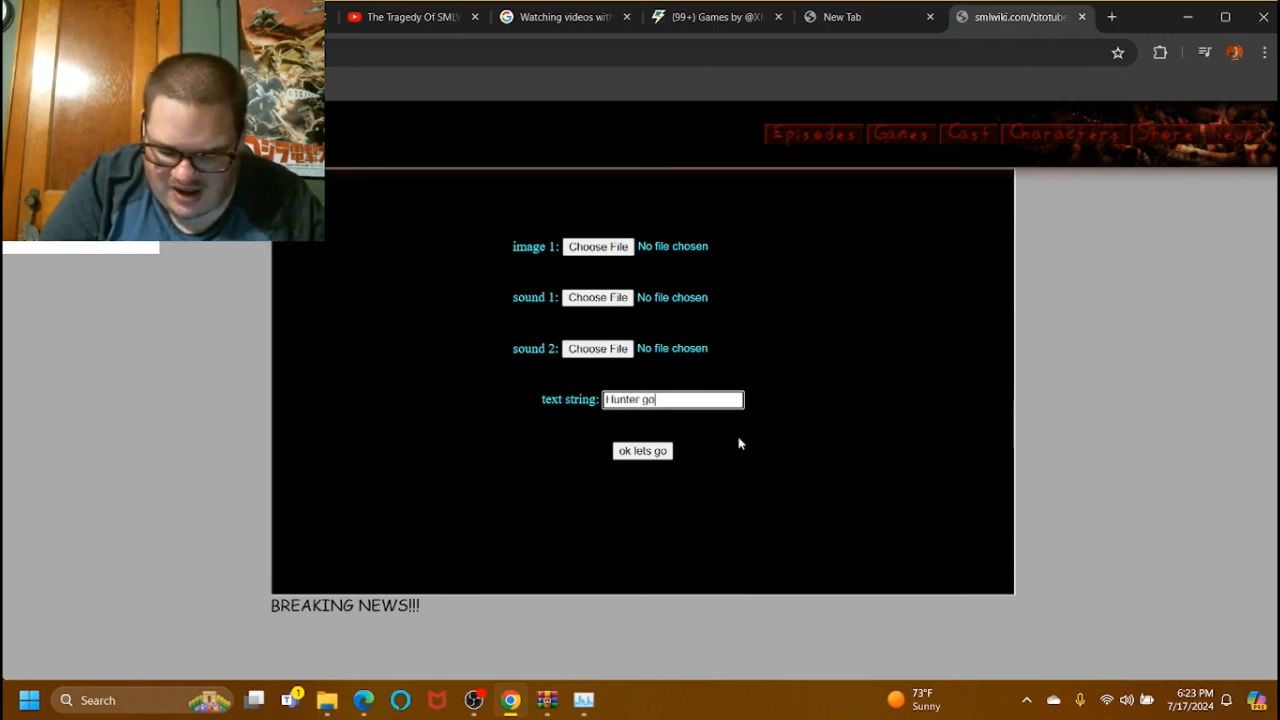 The Tragedy Of SML
Watching videos wit
(99+) Games by @X
New Tab
smlwiki.com/titotube
Episodes Games Cast Characters Store News
image 1: Choose File No file chosen
sound 1: Choose File No file chosen
sound 2: Choose File No file chosen
text string: Hunter go
ok lets go
BREAKING NEWS!!!
Search
1
73°F
Sunny
6:23 PM
7/17/2024